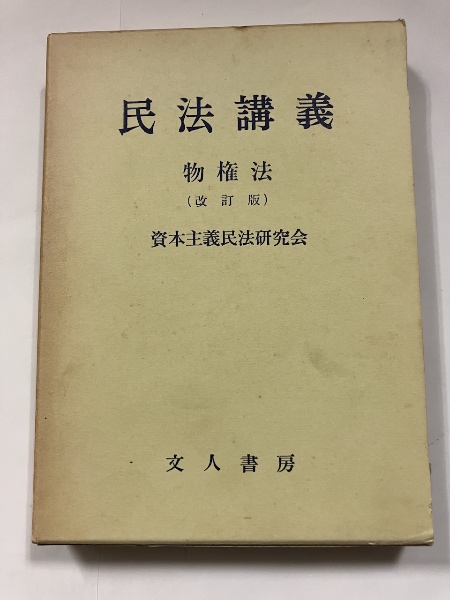 民法講義
物権法
（改訂版）
資本主義民法研究会
文人書房